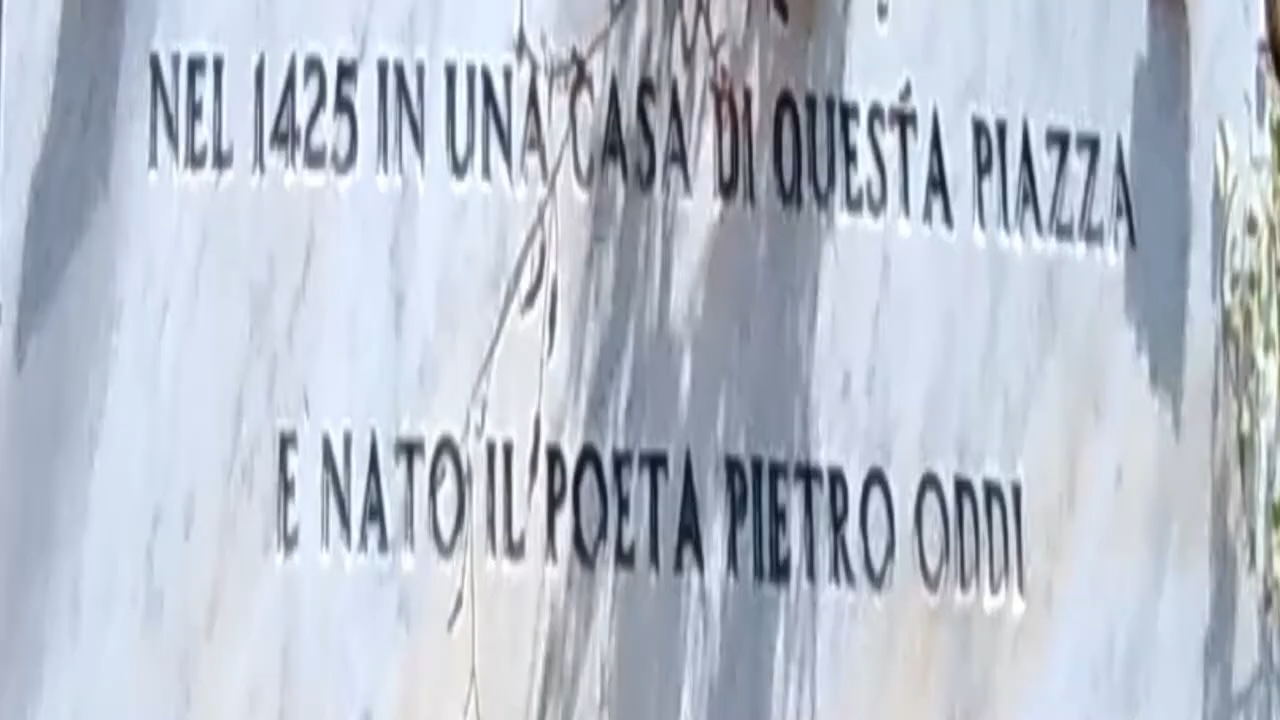 NEL 1425 IN UNA CASA DI QUESTA PIAZZA
E NATO IL POETA PIETRO ODDI